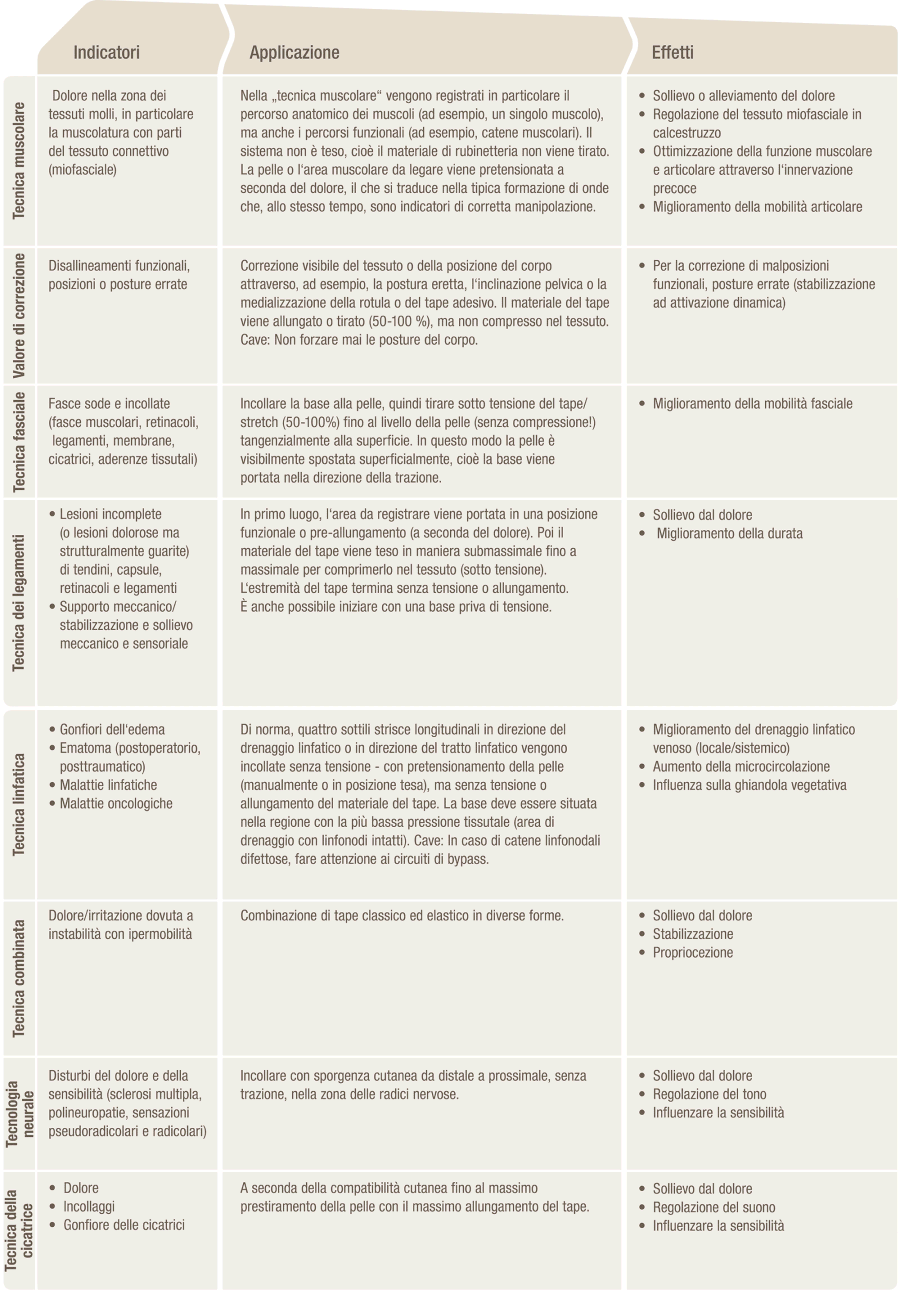 Indicatori
Applicazione
Effetti
Tecnica muscolare
Dolore nella zona dei
tessuti molli, in particolare
la muscolatura con parti
del tessuto connettivo
(miofasciale)
Nella „tecnica muscolare“ vengono registrati in particolare il
percorso anatomico dei muscoli (ad esempio, un singolo muscolo),
ma anche i percorsi funzionali (ad esempio, catene muscolari). Il
sistema non è teso, cioè il materiale di rubinetteria non viene tirato.
La pelle o l‘area muscolare da legare viene pretensionata a
seconda del dolore, il che si traduce nella tipica formazione di onde
che, allo stesso tempo, sono indicatori di corretta manipolazione.
• Sollievo o alleviamento del dolore
• Regolazione del tessuto miofasciale in
calcestruzzo
• Ottimizzazione della funzione muscolare
e articolare attraverso l‘innervazione
precoce
• Miglioramento della mobilità articolare
Valore di correzione
Disallineamenti funzionali,
posizioni o posture errate
Correzione visibile del tessuto o della posizione del corpo
attraverso, ad esempio, la postura eretta, l‘inclinazione pelvica o la
medializzazione della rotula o del tape adesivo. Il materiale del tape
viene allungato o tirato (50-100 %), ma non compresso nel tessuto.
Cave: Non forzare mai le posture del corpo.
• Per la correzione di malposizioni
funzionali, posture errate (stabilizzazione
ad attivazione dinamica)
Tecnica fasciale
Fasce sode e incollate
(fasce muscolari, retinacoli,
legamenti, membrane,
cicatrici, aderenze tissutali)
Incollare la base alla pelle, quindi tirare sotto tensione del tape/
stretch (50-100%) fino al livello della pelle (senza compressione!)
tangenzialmente alla superficie. In questo modo la pelle è
visibilmente spostata superficialmente, cioè la base viene
portata nella direzione della trazione.
• Miglioramento della mobilità fasciale
Tecnica dei legamenti
• Lesioni incomplete
(o lesioni dolorose ma
strutturalmente guarite)
di tendini, capsule,
retinacoli e legamenti
• Supporto meccanico/
stabilizzazione e sollievo
meccanico e sensoriale
In primo luogo, l‘area da registrare viene portata in una posizione
funzionale o pre-allungamento (a seconda del dolore). Poi il
materiale del tape viene teso in maniera submassimale fino a
massimale per comprimerlo nel tessuto (sotto tensione).
L‘estremità del tape termina senza tensione o allungamento.
È anche possibile iniziare con una base priva di tensione.
• Sollievo dal dolore
• Miglioramento della durata
Tecnica linfatica
• Gonfiori dell‘edema
• Ematoma (postoperatorio,
posttraumatico)
• Malattie linfatiche
• Malattie oncologiche
Di norma, quattro sottili strisce longitudinali in direzione del
drenaggio linfatico o in direzione del tratto linfatico vengono
incollate senza tensione - con pretensionamento della pelle
(manualmente o in posizione tesa), ma senza tensione o
allungamento del materiale del tape. La base deve essere situata
nella regione con la più bassa pressione tissutale (area di
drenaggio con linfonodi intatti). Cave: In caso di catene linfonodali
difettose, fare attenzione ai circuiti di bypass.
• Miglioramento del drenaggio linfatico
venoso (locale/sistemico)
• Aumento della microcircolazione
• Influenza sulla ghiandola vegetativa
Tecnica combinata
Dolore/irritazione dovuta a
instabilità con ipermobilità
Combinazione di tape classico ed elastico in diverse forme.
• Sollievo dal dolore
• Stabilizzazione
• Propriocezione
Tecnologia
neurale
Disturbi del dolore e della
sensibilità (sclerosi multipla,
polineuropatie, sensazioni
pseudoradicolari e radicolari)
Incollare con sporgenza cutanea da distale a prossimale, senza
trazione, nella zona delle radici nervose.
• Sollievo dal dolore
• Regolazione del tono
• Influenzare la sensibilità
Tecnica della
cicatrice
• Dolore
• Incollaggi
• Gonfiore delle cicatrici
A seconda della compatibilità cutanea fino al massimo
prestiramento della pelle con il massimo allungamento del tape.
• Sollievo dal dolore
• Regolazione del suono
• Influenzare la sensibilità